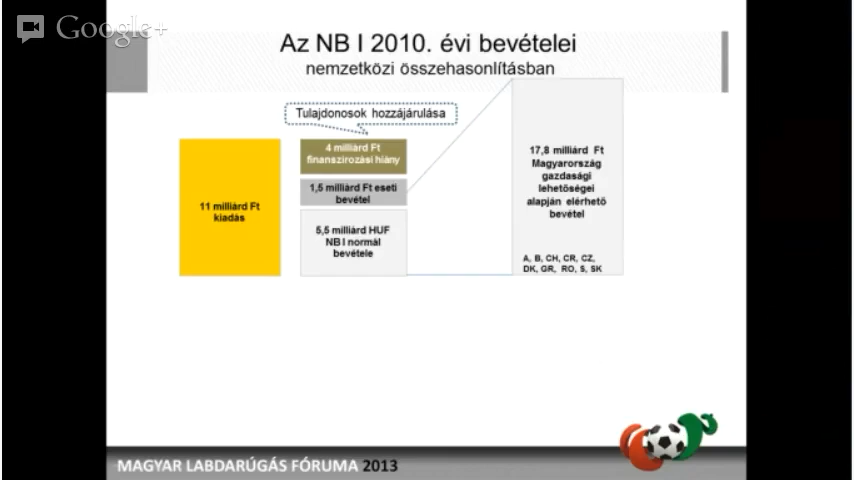 Google+
Az NB I 2010. évi bevételei
nemzetközi összehasonlításban
Tulajdonosok hozzájárulása
11 milliárd Ft
kiadás
4 milliárd Ft
finanszírozási hiány
1,5 milliárd Ft eseti
bevétel
5,5 milliárd HUF
NB I normál
bevétele
17,8 milliárd Ft
Magyarország
gazdasági
lehetőségei
alapján elérhető
bevétel
A, B, CH, CR, CZ,
DK, GR, RO, S, SK
MAGYAR LABDARÚGÁS FÓRUMA 2013